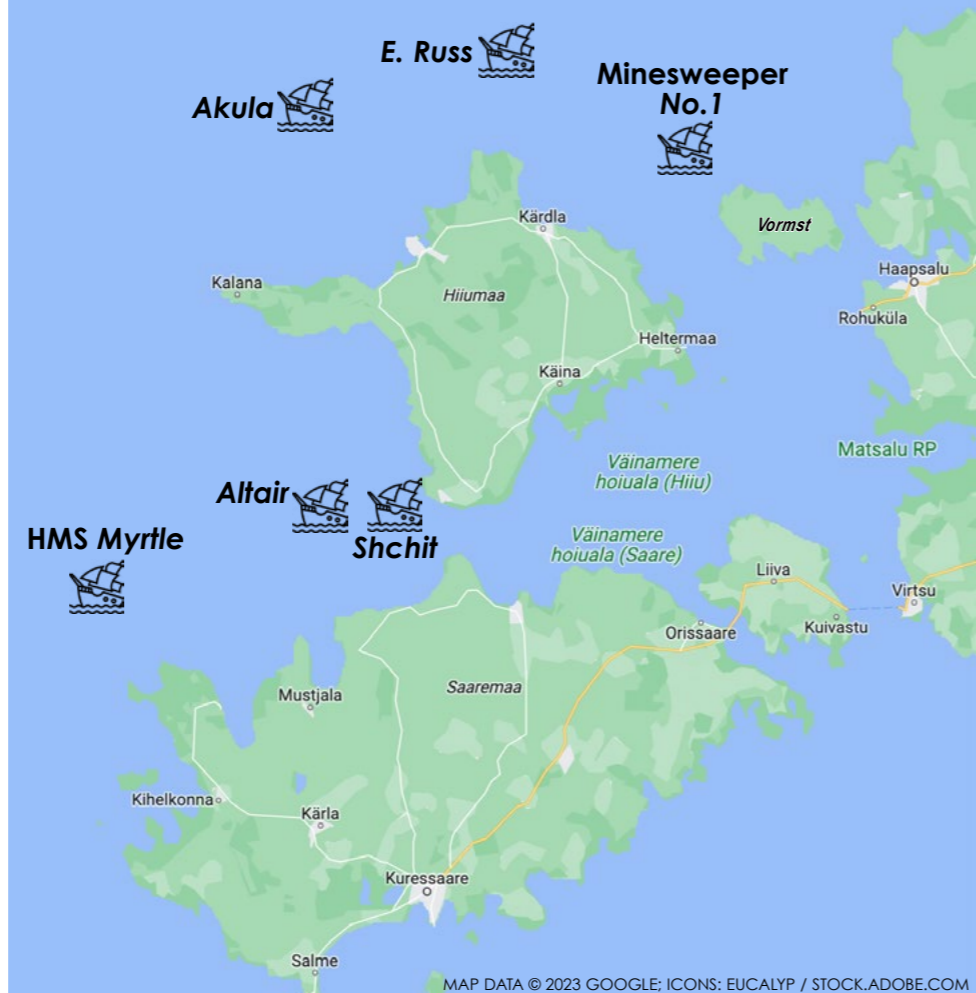 E. Russ
Akula
Minesweeper
No.1
Vormst
Kärdla
Haapsalu
Kalana
Hiiumaa
Rohuküla
Heltermaa
Käina
Matsalu RP
Väinamere
hoiuala (Hiiu)
Altair
Shchit
HMS Myrtle
Väinamere
hoiuala (Saare)
Liiva
Virtsu
Kuivastu
Orissaare
Saaremaa
Mustjala
Kihelkonna
Kärla
Kuressaare
Salme
MAP DATA © 2023 GOOGLE; ICONS: EUCALYP / STOCK.ADOBE.COM